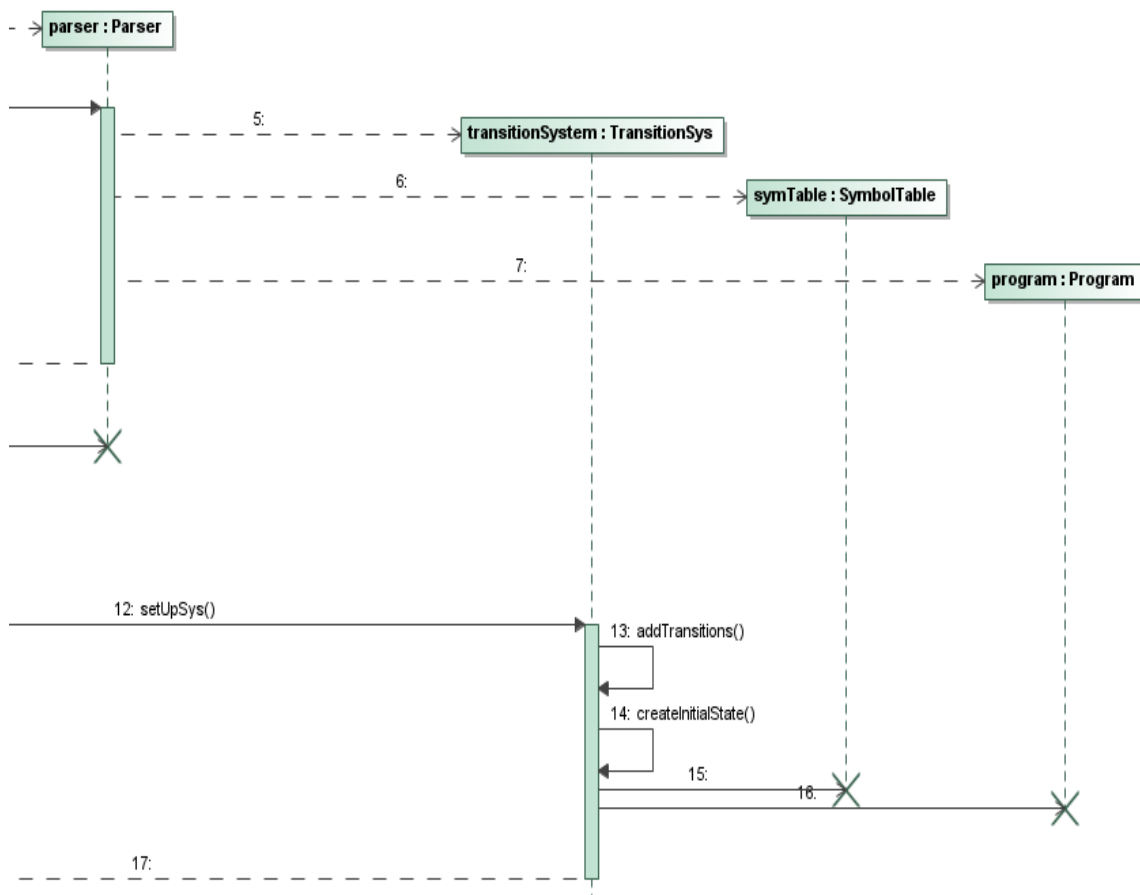 parser : Parser
5:
transitionSystem : TransitionSys
6:
symTable : SymbolTable
7:
program : Program
12: setUpSys()
13: addTransitions()
14: createInitialState()
15:
16:
17: